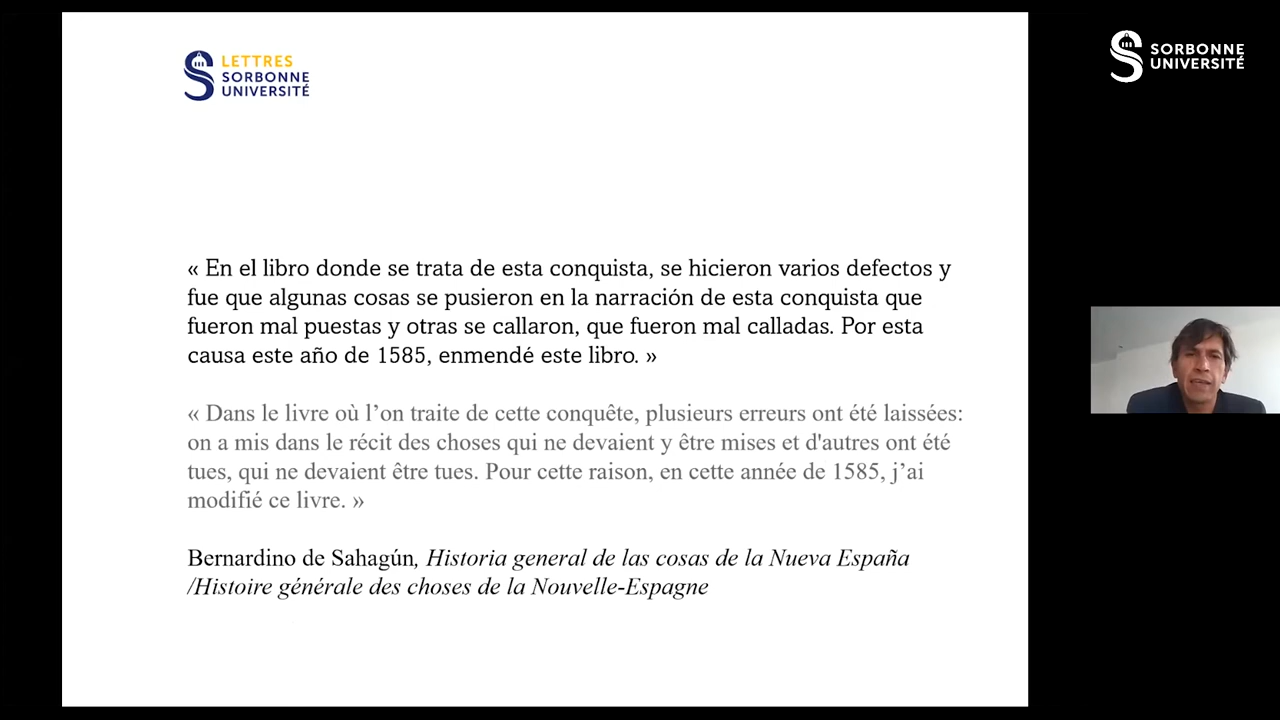 LETTRES
SORBONNE
UNIVERSITÉ
SORBONNE
UNIVERSITÉ
« En el libro donde se trata de esta conquista, se hicieron varios defectos y
fue que algunas cosas se pusieron en la narración de esta conquista que
fueron mal puestas y otras se callaron, que fueron mal calladas. Por esta
causa este año de 1585, enmendé este libro. »
« Dans le livre où l’on traite de cette conquête, plusieurs erreurs ont été laissées:
on a mis dans le récit des choses qui ne devaient y être mises et d'autres ont été
tues, qui ne devaient être tues. Pour cette raison, en cette année de 1585, j’ai
modifié ce livre. »
Bernardino de Sahagún, Historia general de las cosas de la Nueva España
/Histoire générale des choses de la Nouvelle-Espagne